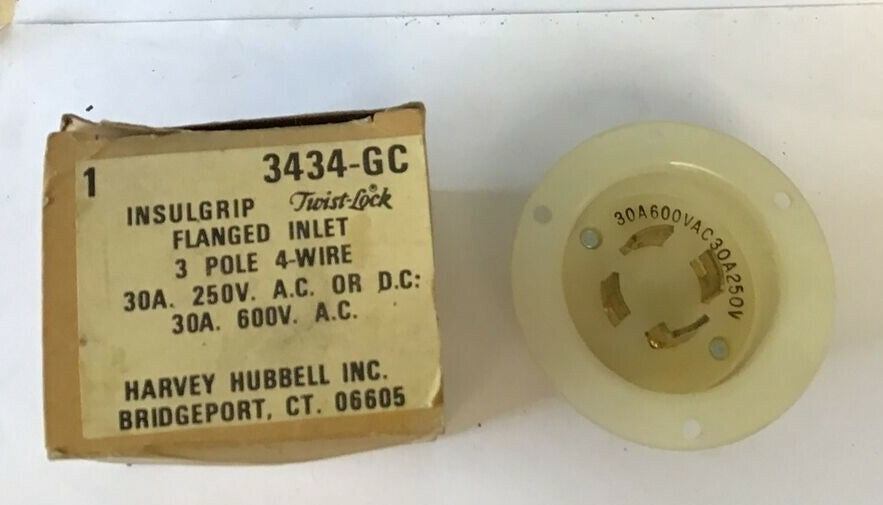 1 3434-GC
INSULGRIP Twist-Lock®
FLANGED INLET
3 POLE 4-WIRE
30A. 250V. A.C. OR D.C:
30A. 600V. A.C.
HARVEY HUBBELL INC.
BRIDGEPORT, CT. 06605
30A600VAC30A250V